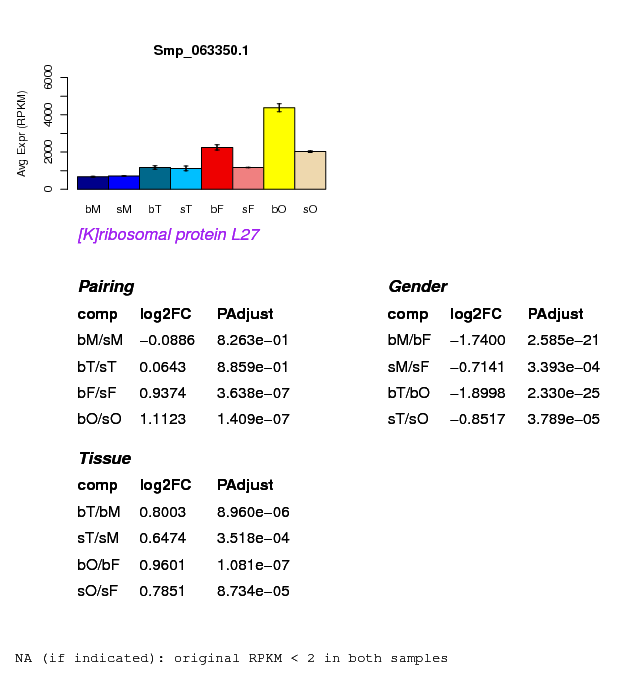 Smp_063350.1
Avg Expr (RPKM)
6000
4000
2000
0
bM sM bT sT bF sF bO sO
[K]ribosomal protein L27
Pairing
comp log2FC PAdjust
bM/sM −0.0886 8.263e−01
bT/sT 0.0643 8.859e−01
bF/sF 0.9374 3.638e−07
bO/sO 1.1123 1.409e−07
Gender
comp log2FC PAdjust
bM/bF −1.7400 2.585e−21
sM/sF −0.7141 3.393e−04
bT/bO −1.8998 2.330e−25
sT/sO −0.8517 3.789e−05
Tissue
comp log2FC PAdjust
bT/bM 0.8003 8.960e−06
sT/sM 0.6474 3.518e−04
bO/bF 0.9601 1.081e−07
sO/sF 0.7851 8.734e−05
NA (if indicated): original RPKM < 2 in both samples